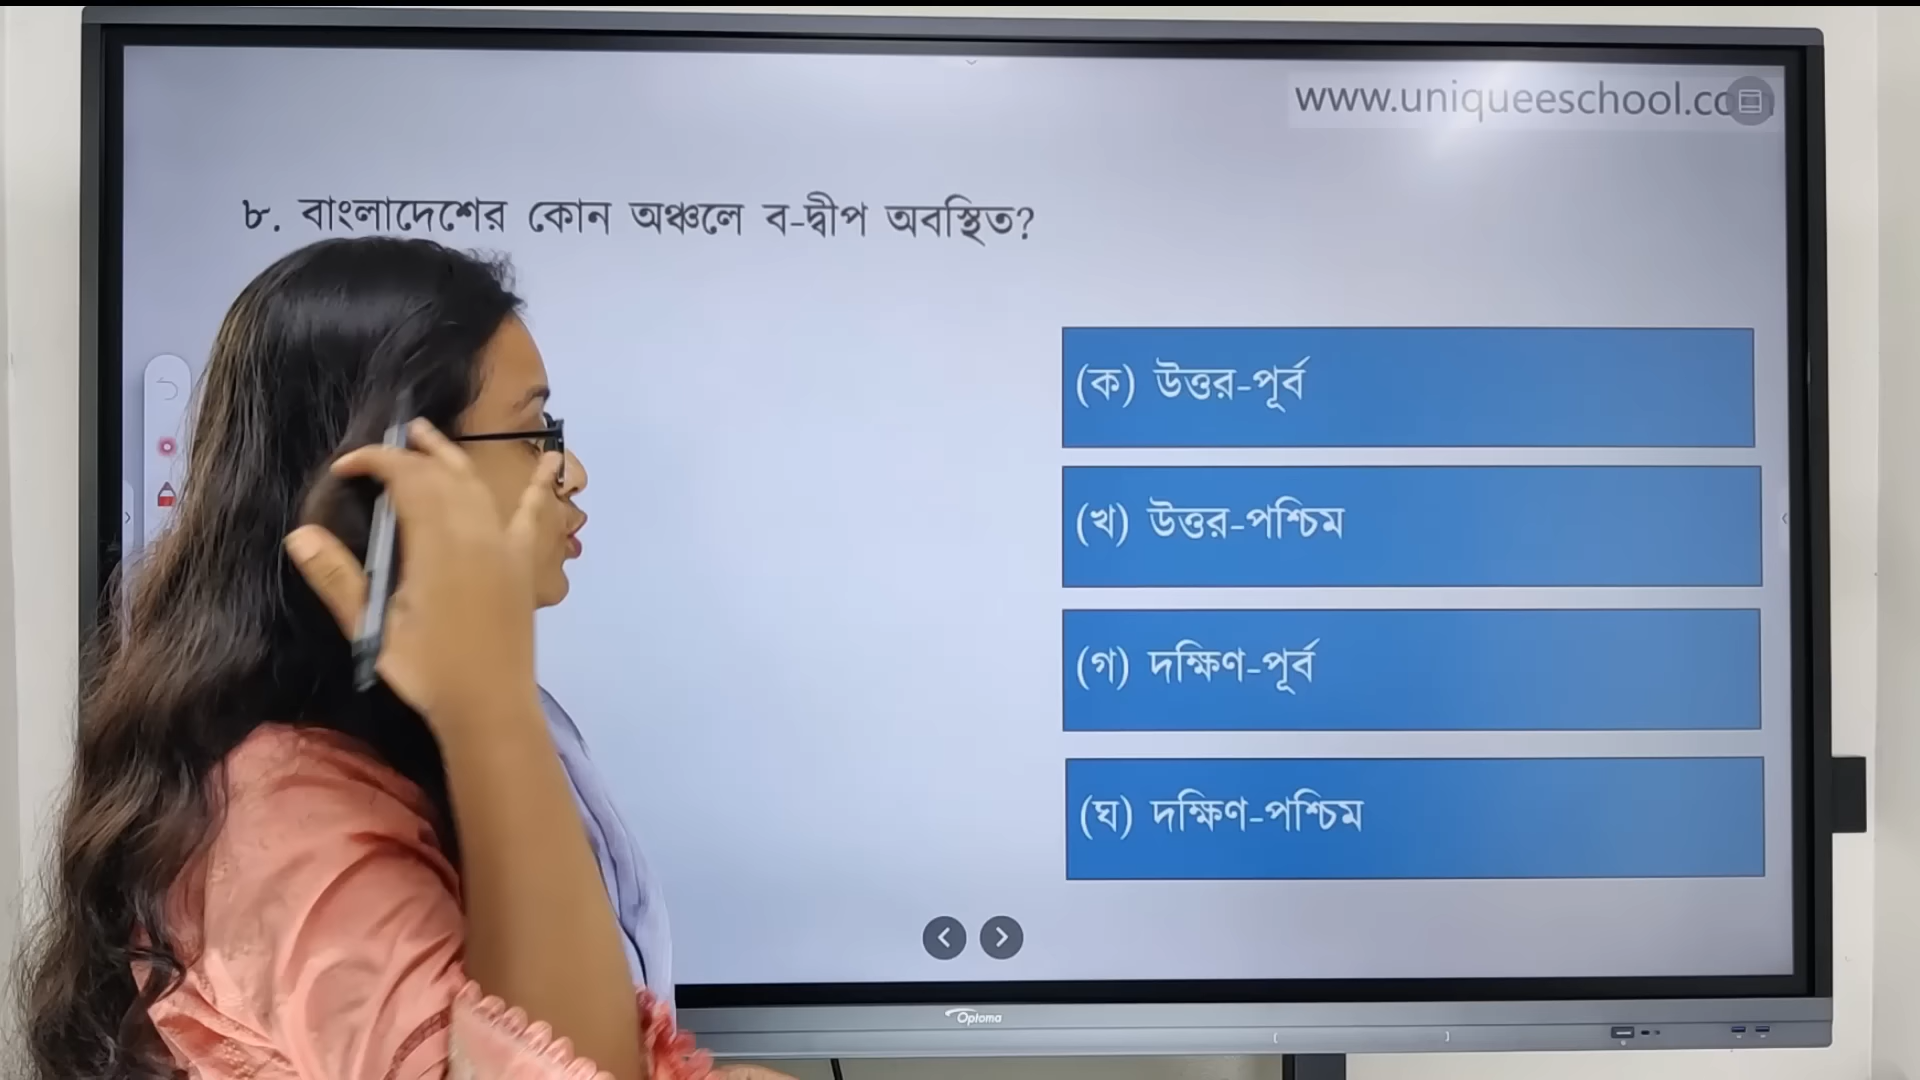 www.uniqueeschool.co
৮. বাংলাদেশের কোন অঞ্চলে ব-দ্বীপ অবস্থিত?
(ক) উত্তর-পূর্ব
(খ) উত্তর-পশ্চিম
(গ) দক্ষিণ-পূর্ব
(ঘ) দক্ষিণ-পশ্চিম
Optoma